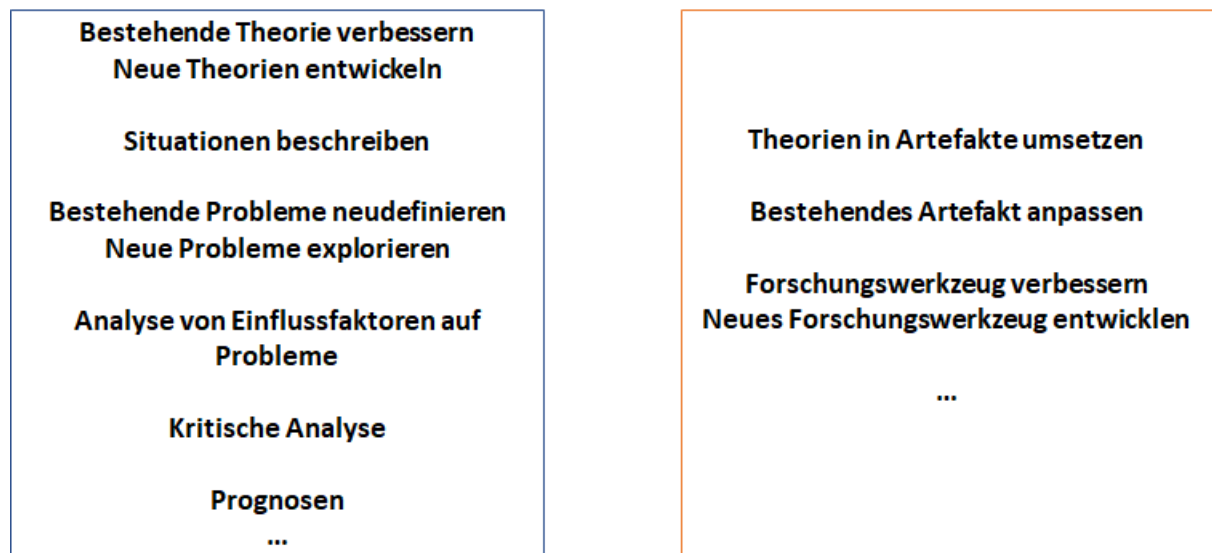 Bestehende Theorie verbessern
Neue Theorien entwickeln
Situationen beschreiben
Bestehende Probleme neudefinieren
Neue Probleme explorieren
Analyse von Einflussfaktoren auf
Probleme
Kritische Analyse
Prognosen
...
Theorien in Artefakte umsetzen
Bestehendes Artefakt anpassen
Forschungswerkzeug verbessern
Neues Forschungswerkzeug entwicklen
...